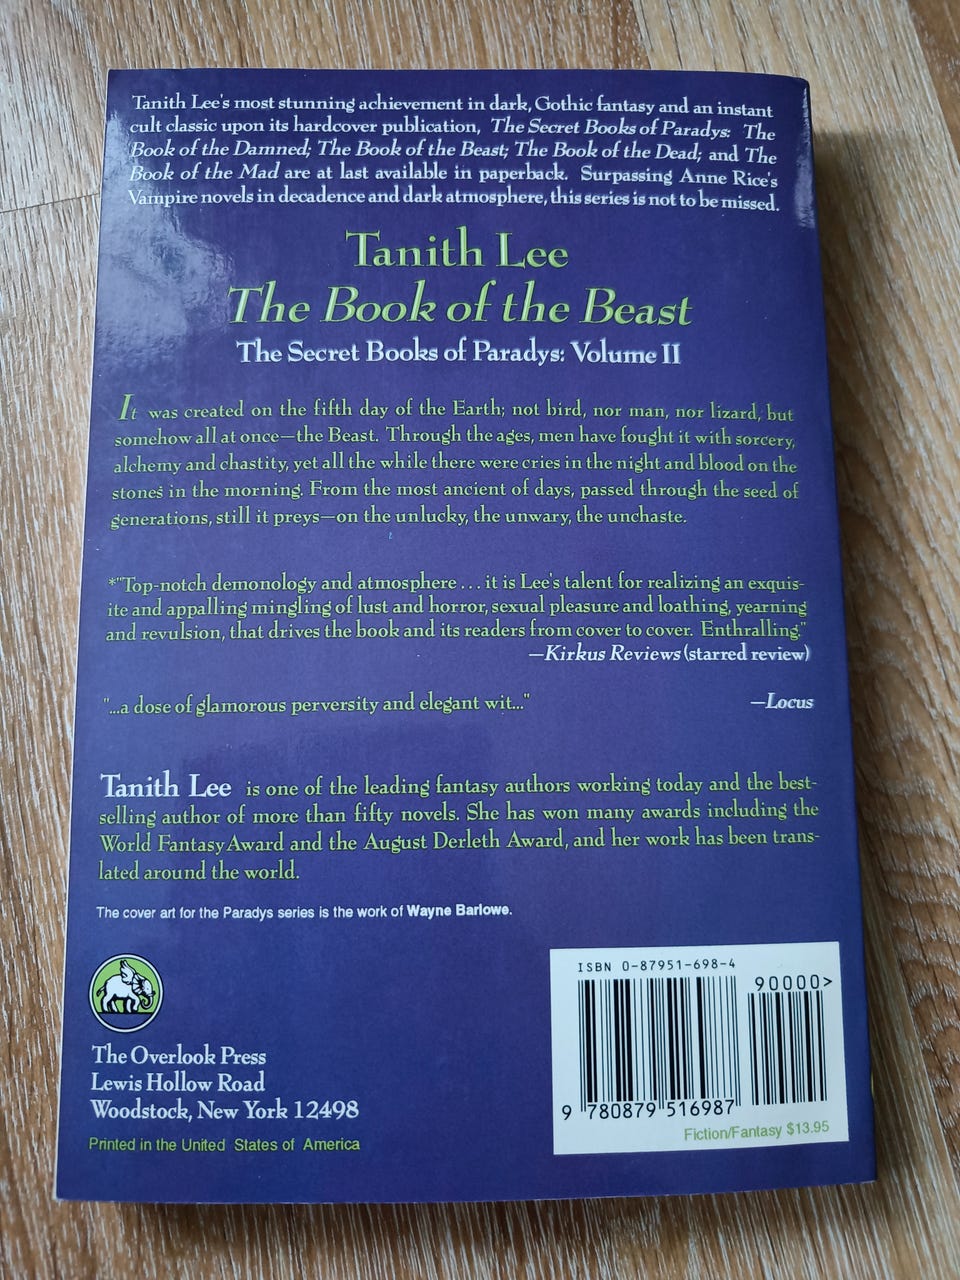 Tanith Lee's most stunning achievement in dark, Gothic fantasy and an instant
cult classic upon its hardcover publication, The Secret Books of Paradys: The
Book of the Damned; The Book of the Beast; The Book of the Dead; and The
Book of the Mad are at last available in paperback. Surpassing Anne Rice's
Vampire novels in decadence and dark atmosphere, this series is not to be missed.
Tanith Lee
The Book of the Beast
The Secret Books of Paradys: Volume II
It was created on the fifth day of the Earth; not bird, nor man, nor lizard, but
somehow all at once—the Beast. Through the ages, men have fought it with sorcery,
alchemy and chastity, yet all the while there were cries in the night and blood on the
stones in the morning. From the most ancient of days, passed through the seed of
generations, still it preys—on the unlucky, the unwary, the unchaste.
*"Top-notch demonology and atmosphere . . . it is Lee's talent for realizing an exquis-
ite and appalling mingling of lust and horror, sexual pleasure and loathing, yearning
and revulsion, that drives the book and its readers from cover to cover. Enthralling."
—Kirkus Reviews (starred review)
"...a dose of glamorous perversity and elegant wit..." —Locus
Tanith Lee is one of the leading fantasy authors working today and the best-
selling author of more than fifty novels. She has won many awards including the
World Fantasy Award and the August Derleth Award, and her work has been trans-
lated around the world.
The cover art for the Paradys series is the work of Wayne Barlowe.
The Overlook Press
Lewis Hollow Road
Woodstock, New York 12498
Printed in the United States of America
ISBN 0-87951-698-4
90000>
9 780879 516987
Fiction/Fantasy $13.95